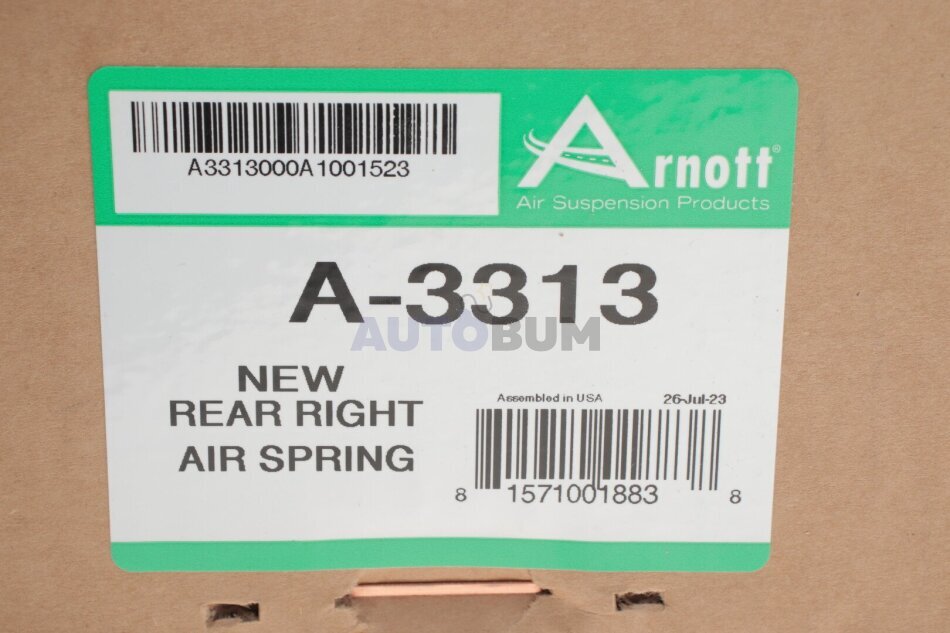 A3313000A1001523
Arnott®
Air Suspension Products
A-3313
AUTOBUM
NEW
REAR RIGHT
AIR SPRING
Assembled in USA 26-Jul-23
8 1571001883 8